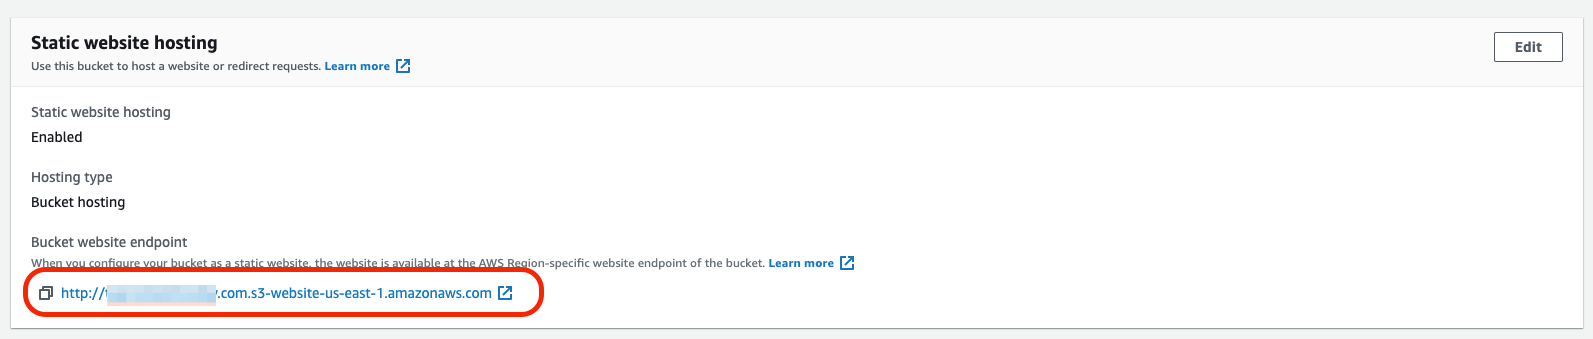 Static website hosting
Edit
Use this bucket to host a website or redirect requests. Learn more
Static website hosting
Enabled
Hosting type
Bucket hosting
Bucket website endpoint
When you configure your bucket as a static website, the website is available at the AWS Region-specific website endpoint of the bucket. Learn more
http:// .com.s3-website-us-east-1.amazonaws.com